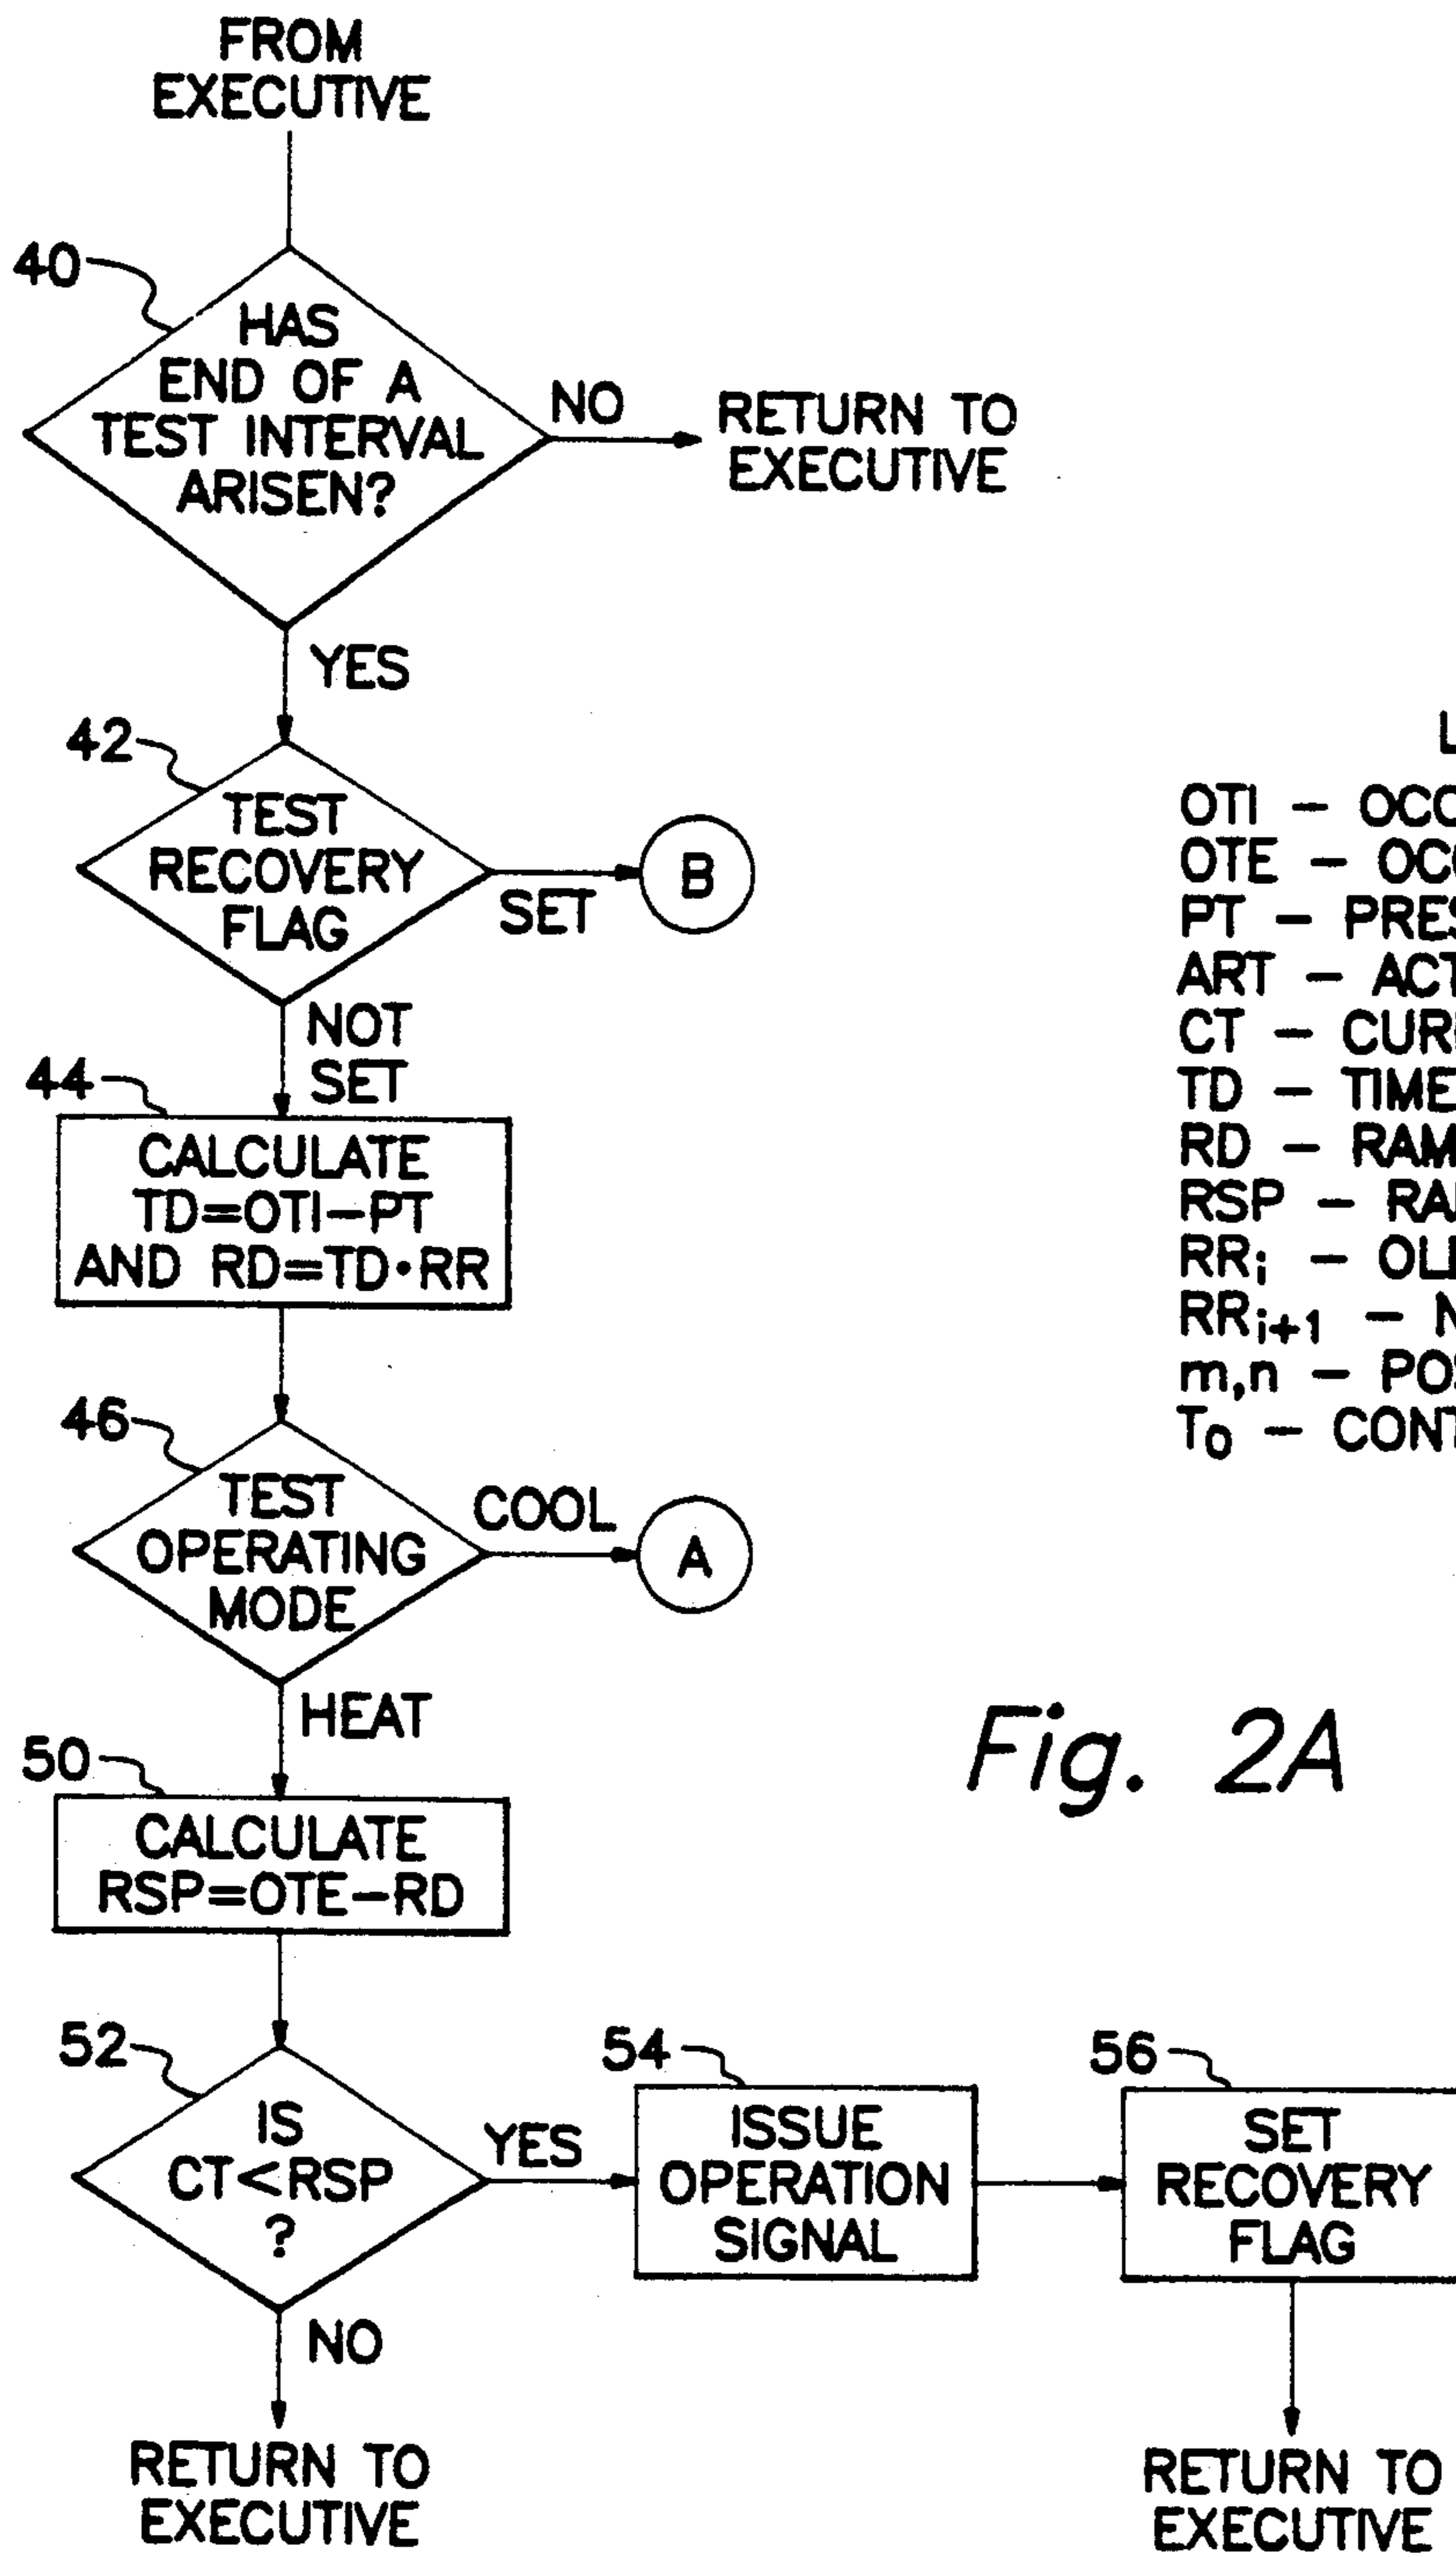 FROM
EXECUTIVE
40
HAS
END OF A
TEST INTERVAL
ARISEN?
NO
RETURN TO
EXECUTIVE
YES
42
TEST
RECOVERY
FLAG
SET
B
NOT
SET
44
CALCULATE
TD=OTI–PT
AND RD=TD•RR
46
TEST
OPERATING
MODE
COOL
A
HEAT
50
CALCULATE
RSP=OTE–RD
52
IS
CT<RSP
?
YES
54
ISSUE
OPERATION
SIGNAL
56
SET
RECOVERY
FLAG
NO
RETURN TO
EXECUTIVE
RETURN TO
EXECUTIVE
OTI –
OTE –
PT –
ART –
CT –
TD – TIME
RD –
RSP –
RRi –
RRi+1 –
m,n –
T0 –
Fig. 2A